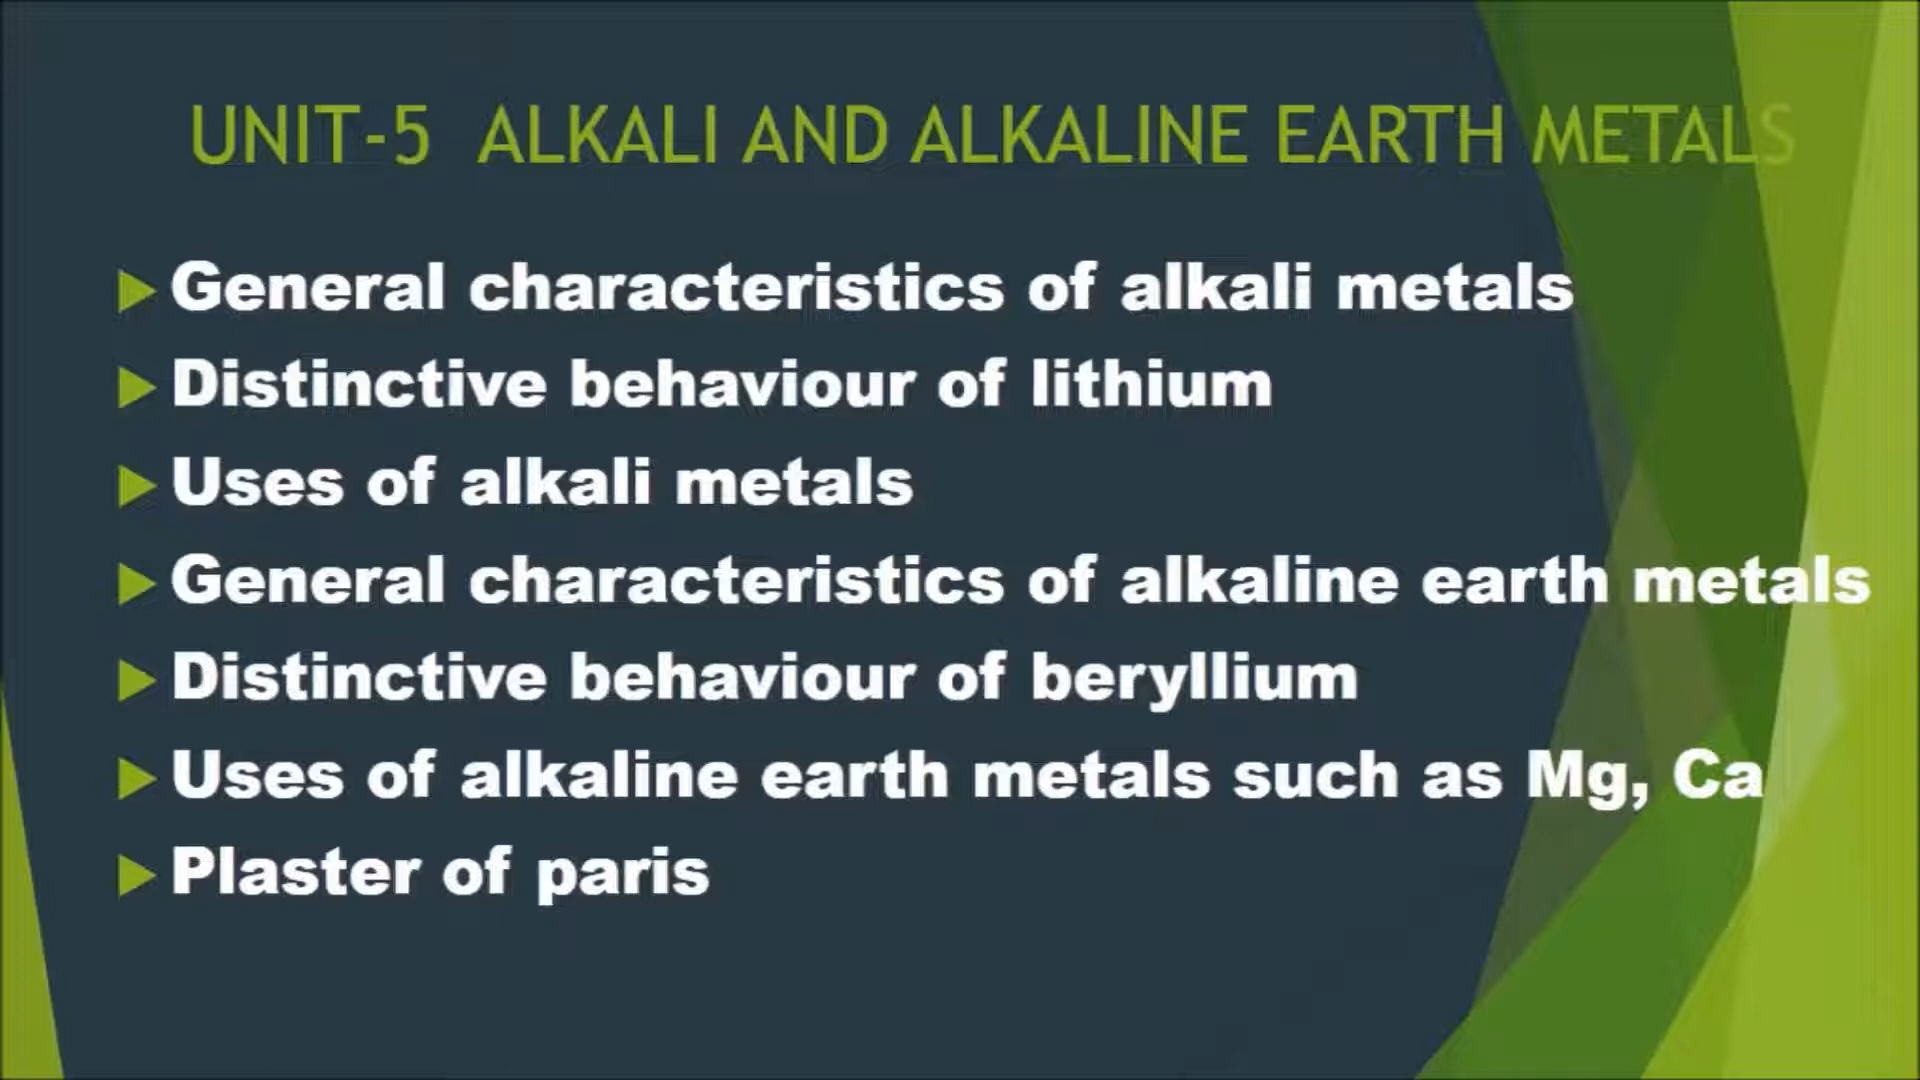 UNIT-5 ALKALI AND ALKALINE EARTH METALS
General characteristics of alkali metals
Distinctive behaviour of lithium
Uses of alkali metals
General characteristics of alkaline earth metals
Distinctive behaviour of beryllium
Uses of alkaline earth metals such as Mg, Ca
Plaster of paris